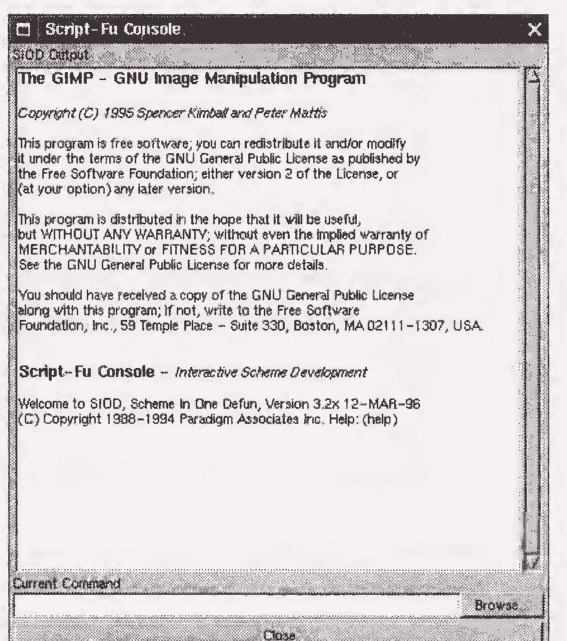 Script-Fu Console
SIOD Output
The GIMP - GNU Image Manipulation Program
Copyright (C) 1995 Spencer Kimball and Peter Mattis
This program is free software; you can redistribute it and/or modify
it under the terms of the GNU General Public License as published by
the Free Software Foundation; either version 2 of the License, or
(at your option) any later version.
This program is distributed in the hope that it will be useful,
but WITHOUT ANY WARRANTY; without even the implied warranty of
MERCHANTABILITY or FITNESS FOR A PARTICULAR PURPOSE.
See the GNU General Public License for more details.
You should have received a copy of the GNU General Public License
along with this program; if not, write to the Free Software
Foundation, Inc., 59 Temple Place - Suite 330, Boston, MA 02111-1307, USA.
Script-Fu Console - Interactive Scheme Development
Welcome to SIOD, Scheme In One Defun, Version 3.2x 12-MAR-96
(C) Copyright 1988-1994 Paradigm Associates Inc. Help: (help)
Current Command
Browse...
Close